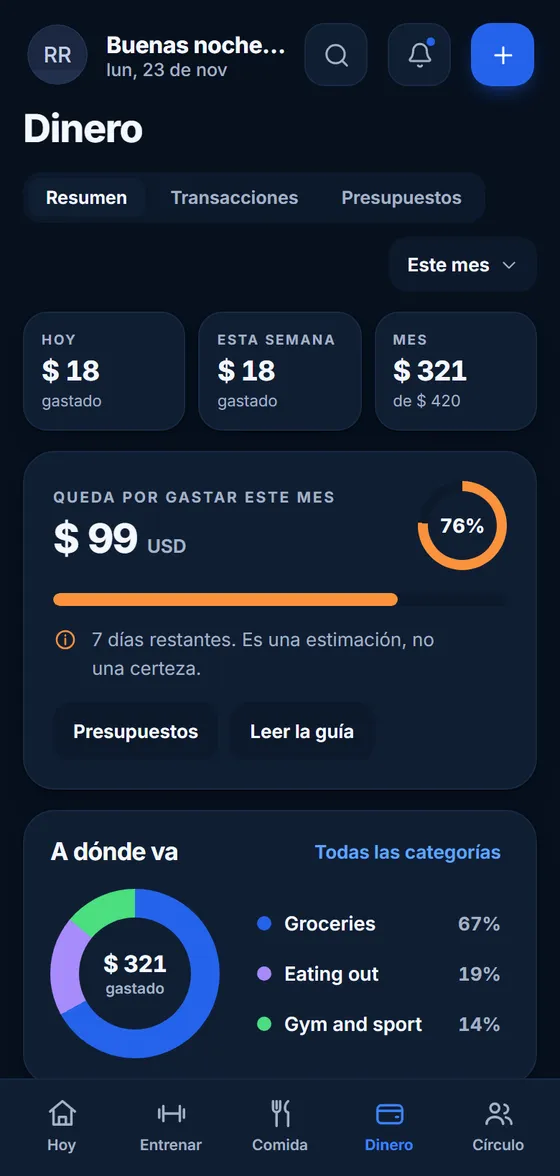 RR
Buenas noche...
lun, 23 de nov
Dinero
Resumen
Transacciones
Presupuestos
Este mes
HOY
$ 18
gastado
ESTA SEMANA
$ 18
gastado
MES
$ 321
de $ 420
QUEDA POR GASTAR ESTE MES
$ 99 USD
76%
7 días restantes. Es una estimación, no
una certeza.
Presupuestos
Leer la guía
A dónde va
Todas las categorías
$ 321
gastado
Groceries 67%
Eating out 19%
Gym and sport 14%
Hoy
Entrenar
Comida
Dinero
Círculo